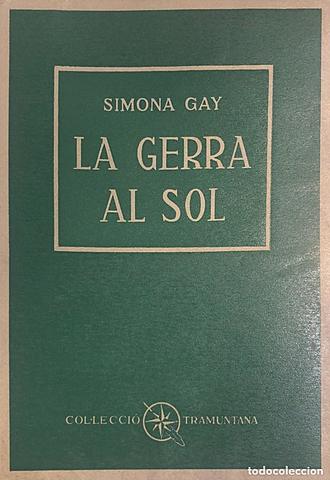 SIMONA GAY
LA GERRA
AL SOL
COL·LECCIÓ TRAMUNTANA
todocoleccion